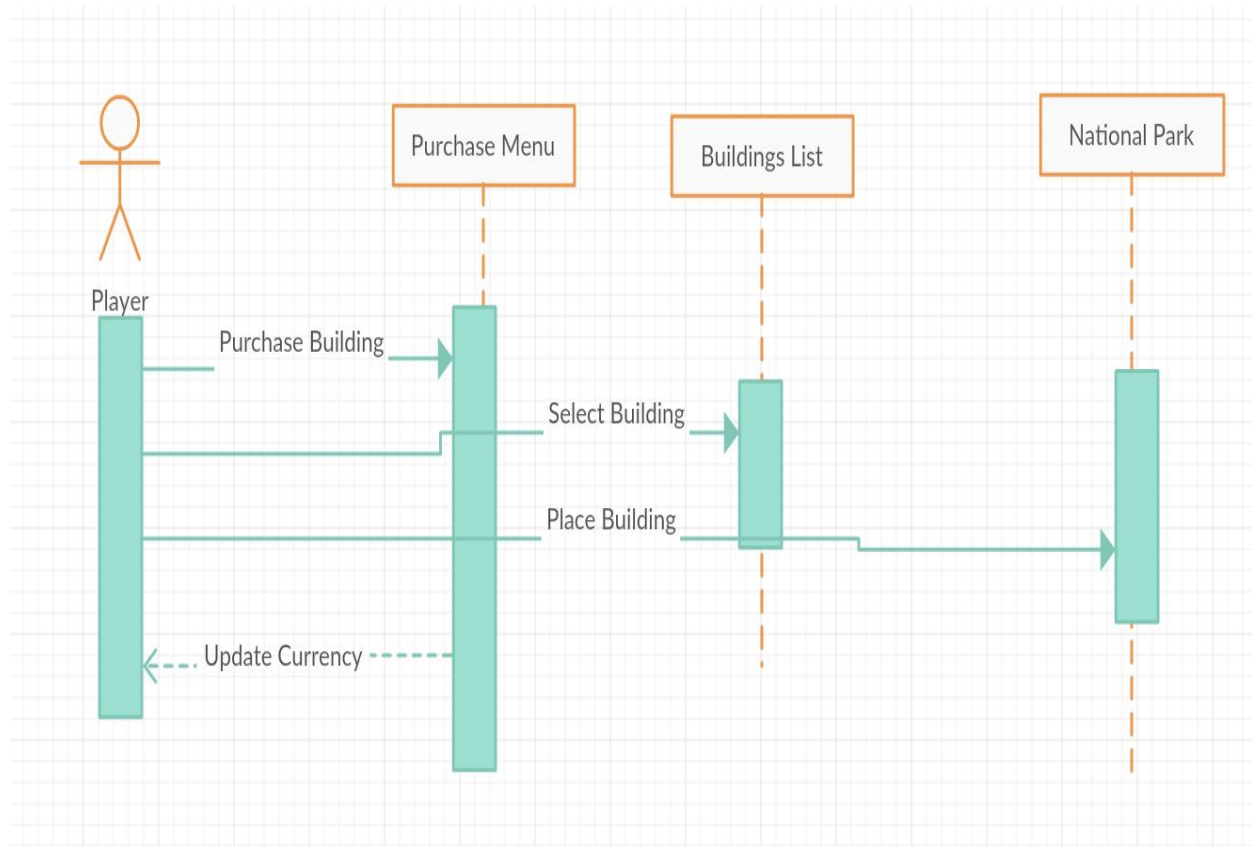 Purchase Menu
Buildings List
National Park
Player
Purchase Building
Select Building
Place Building
Update Currency